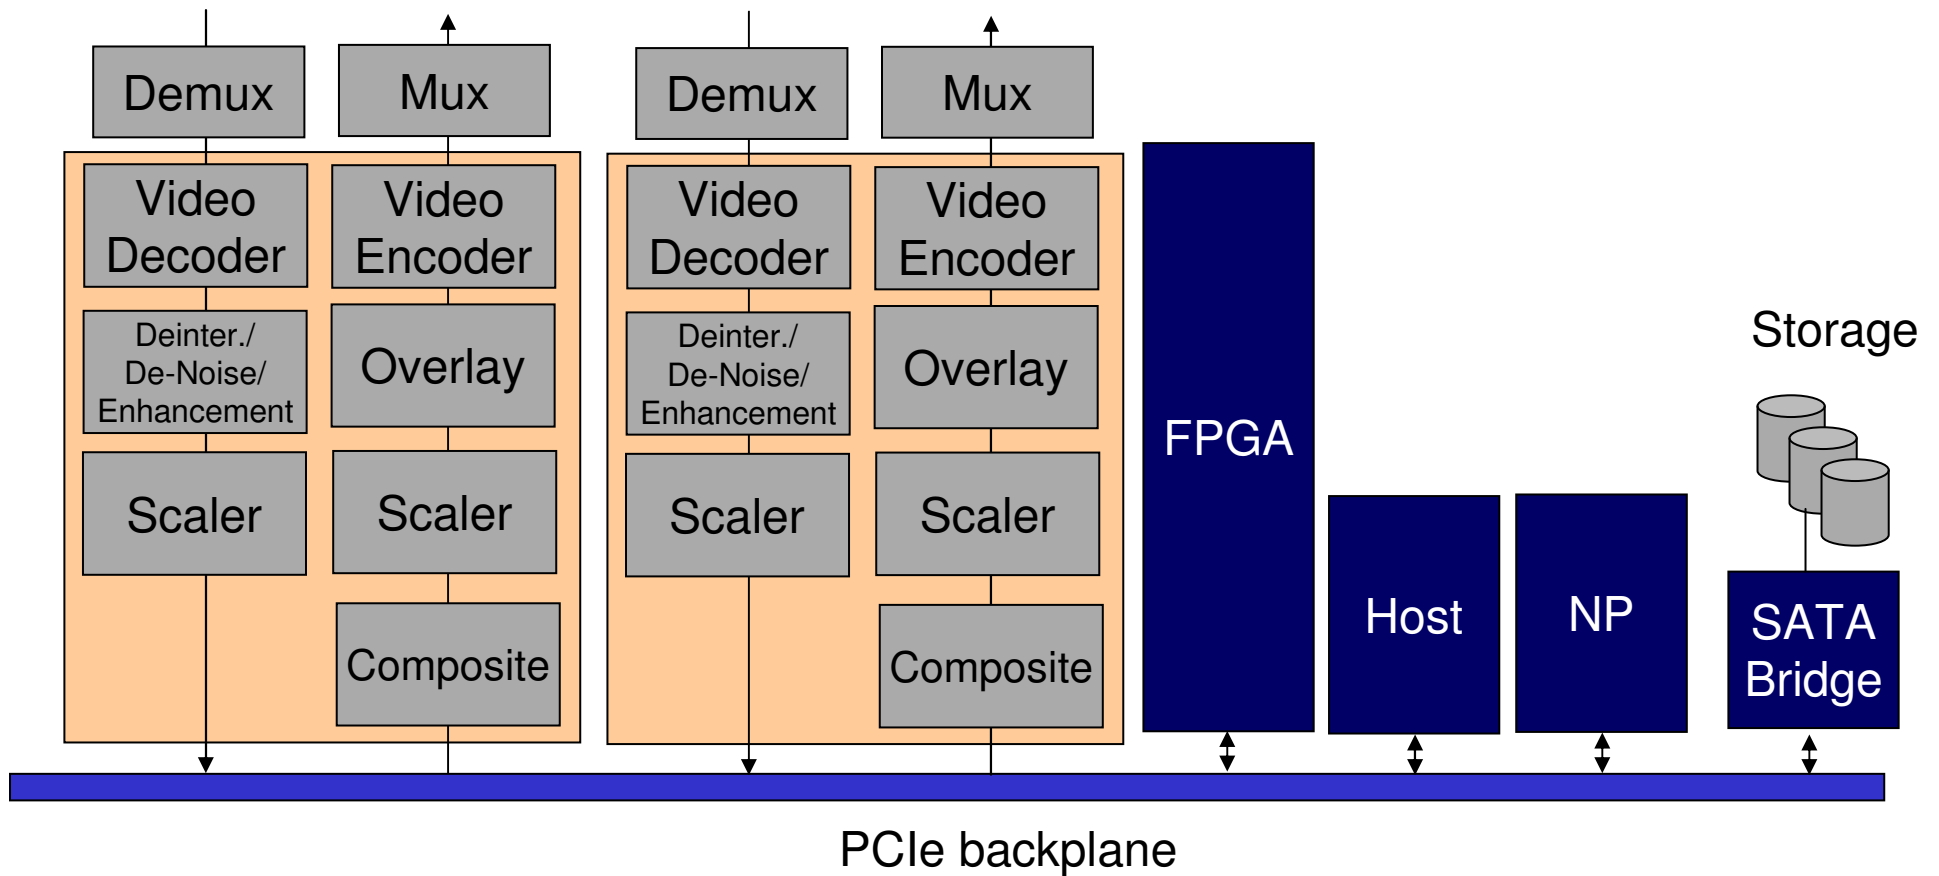 Demux
Mux
Demux
Mux
Video
Decoder
Video
Encoder
Video
Decoder
Video
Encoder
Deinter./
De-Noise/
Enhancement
Overlay
Deinter./
De-Noise/
Enhancement
Overlay
Scaler
Scaler
Scaler
Scaler
Composite
Composite
FPGA
Host
NP
Storage
SATA
Bridge
PCIe backplane